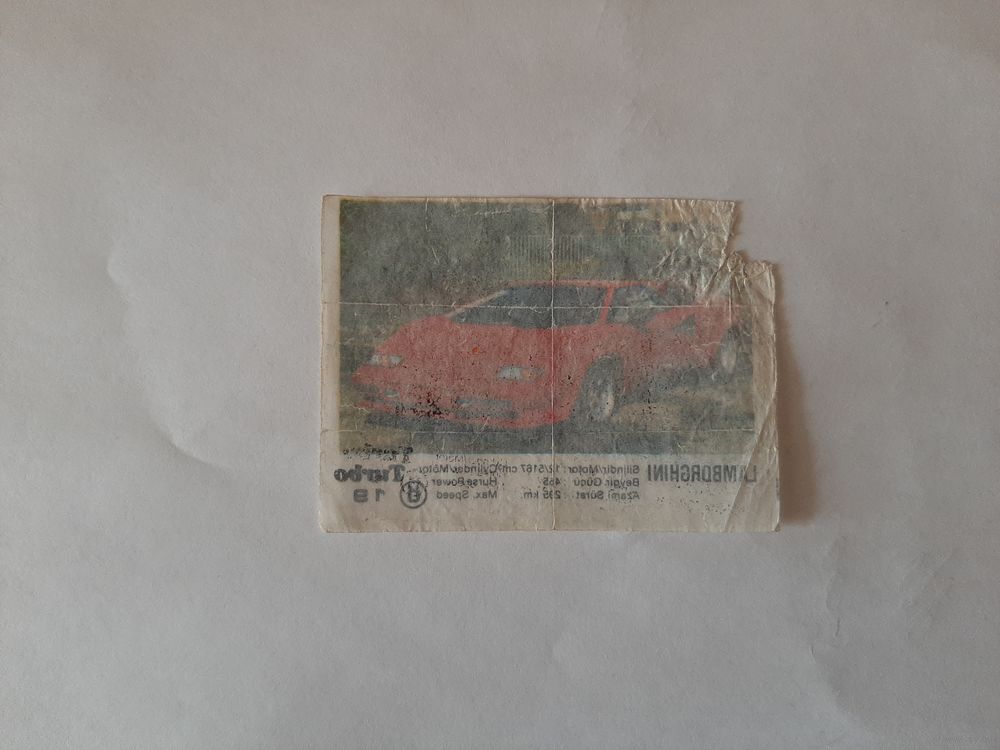 LAMBORGHINI
Silindir/Motor : 12/5167 cm³ Cylinder/Motor
Beygir Gücü : 455 Hurse Power
Azami Sürat : 295 km. Max. Speed
Turbo
19